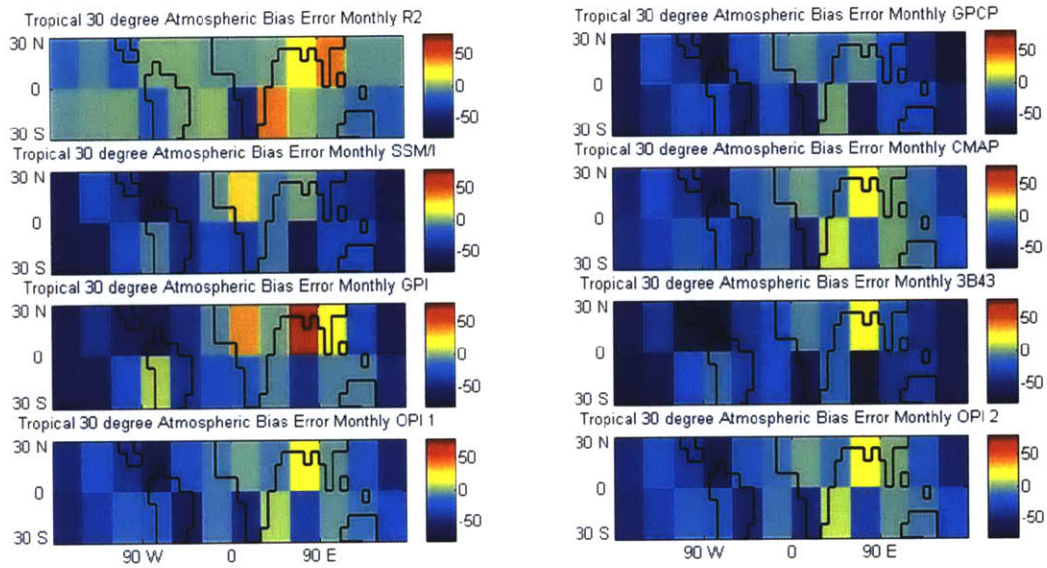 Tropical 30 degree Atmospheric Bias Error Monthly R2
30 N
0
30 S
50
0
-50
Tropical 30 degree Atmospheric Bias Error Monthly SSM/I
30 N
0
30 S
50
0
-50
Tropical 30 degree Atmospheric Bias Error Monthly GPI
30 N
0
30 S
50
0
-50
Tropical 30 degree Atmospheric Bias Error Monthly OPI 1
30 N
0
30 S
50
0
-50
90 W 0 90 E
Tropical 30 degree Atmospheric Bias Error Monthly GPCP
30 N
0
30 S
50
0
-50
Tropical 30 degree Atmospheric Bias Error Monthly CMAP
30 N
0
30 S
50
0
-50
Tropical 30 degree Atmospheric Bias Error Monthly 3B43
30 N
0
30 S
50
0
-50
Tropical 30 degree Atmospheric Bias Error Monthly OPI 2
30 N
0
30 S
50
0
-50
90 W 0 90 E